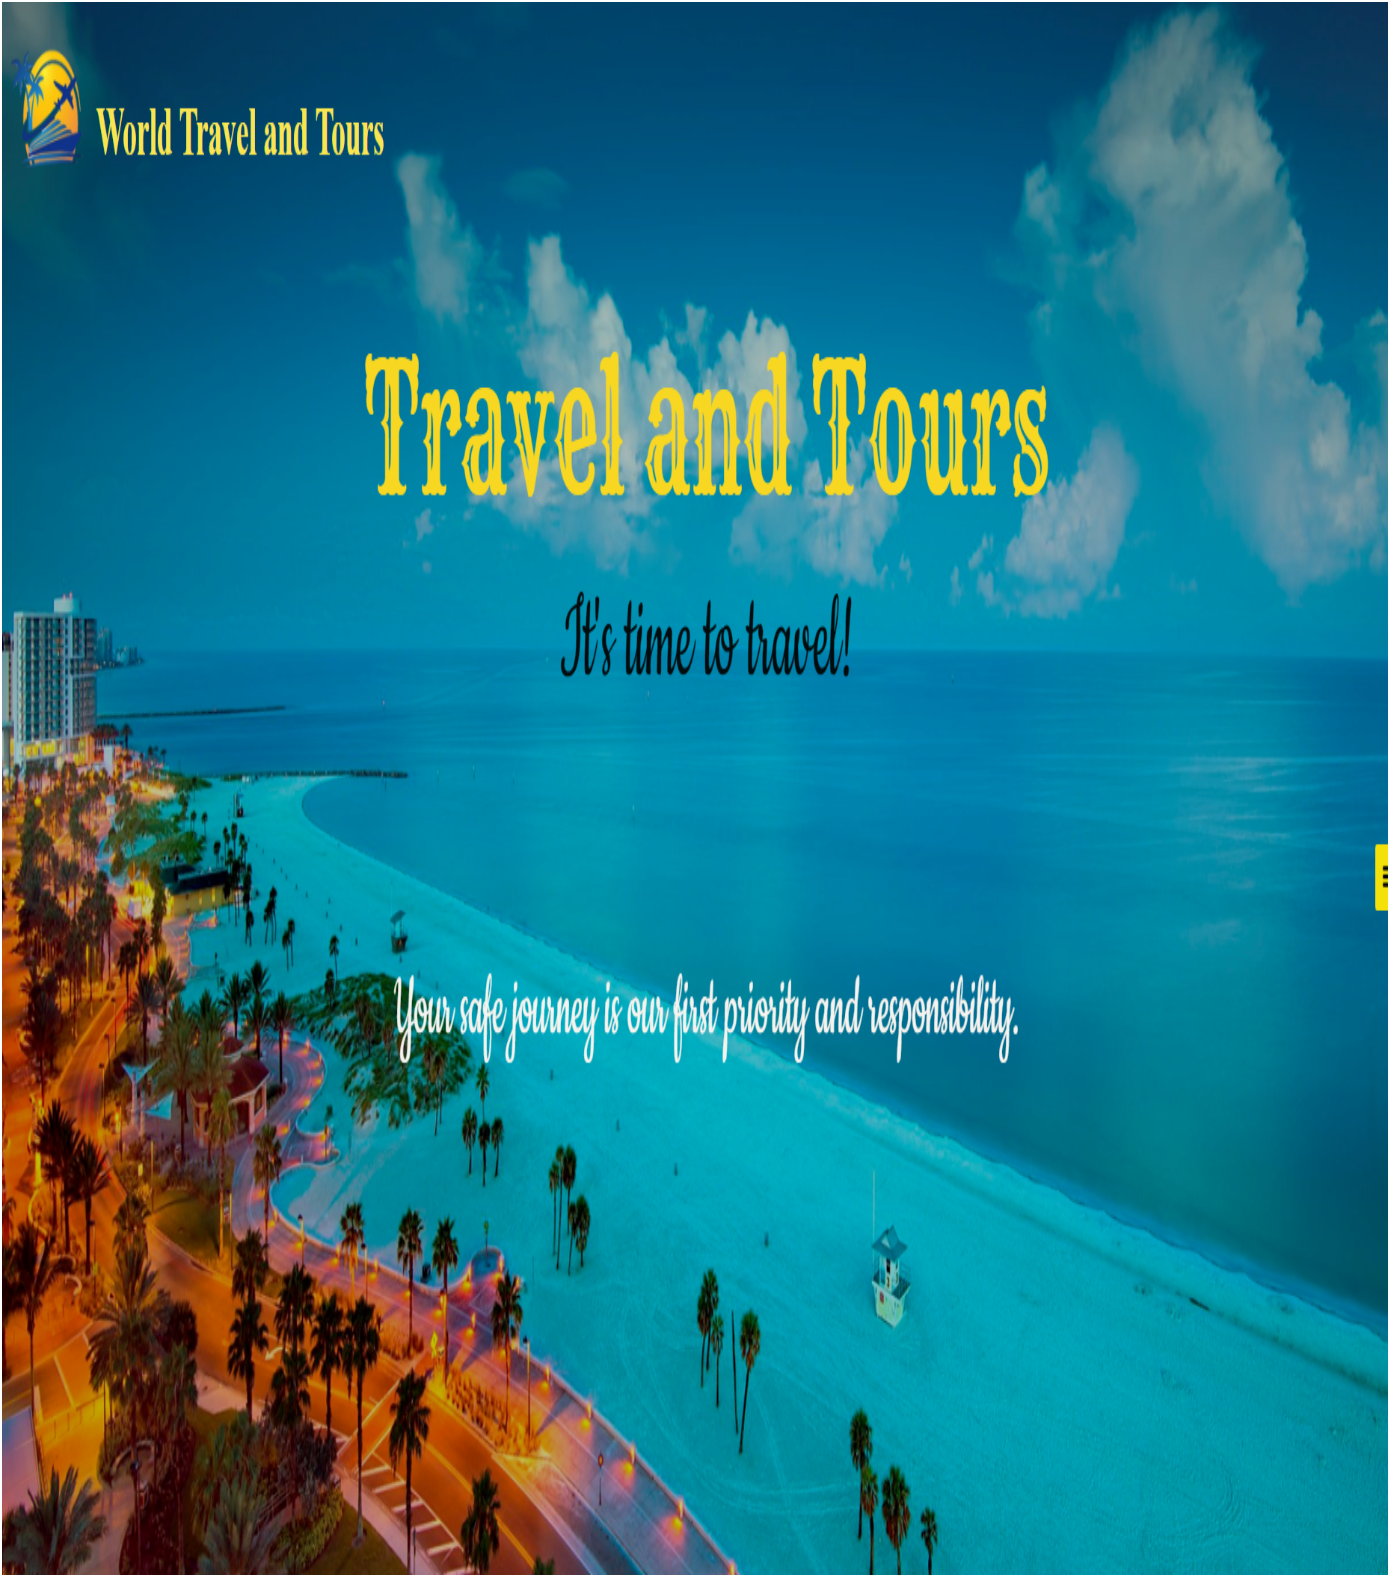 World Travel and Tours
Travel and Tours
It's time to travel!
Your safe journey is our first priority and responsibility.